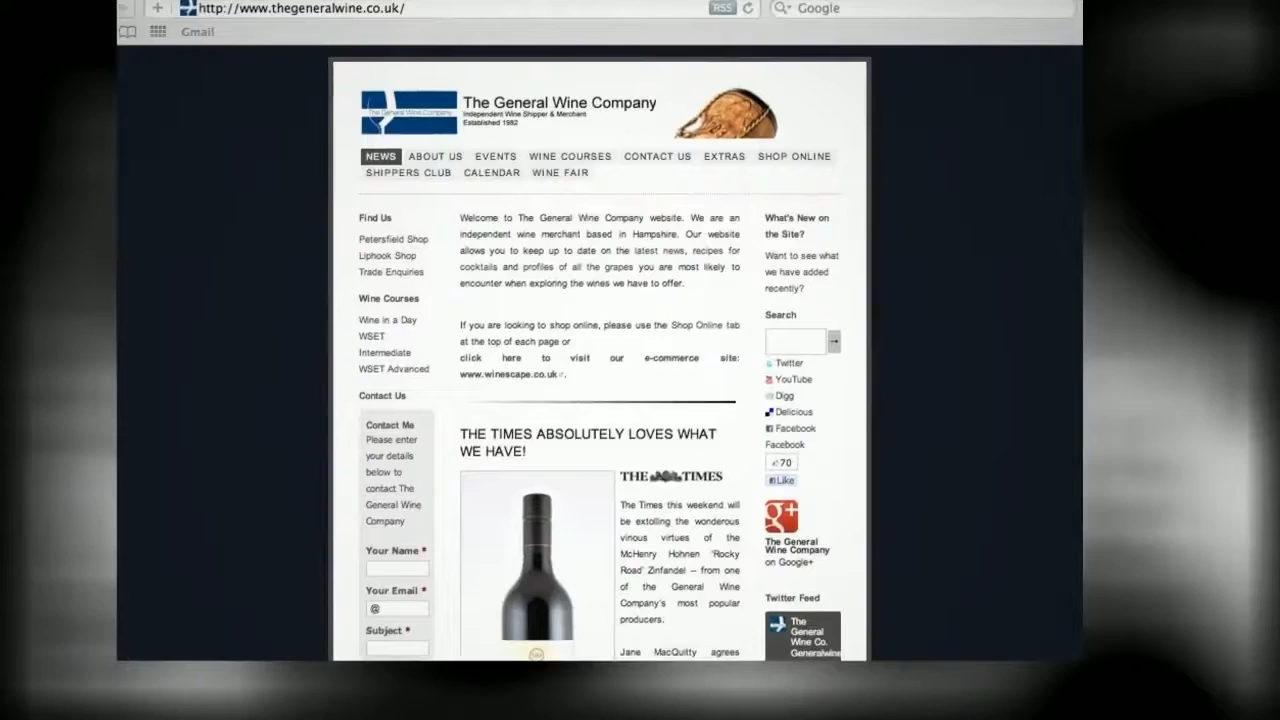 http://www.thegeneralwine.co.uk/
RSS
Google
Gmail
The General Wine Company
The General Wine Company
Independent Wine Shipper & Merchant
Established 1982
NEWS ABOUT US EVENTS WINE COURSES CONTACT US EXTRAS SHOP ONLINE
SHIPPERS CLUB CALENDAR WINE FAIR
Find Us
Petersfield Shop
Liphook Shop
Trade Enquiries
Wine Courses
Wine in a Day
WSET
Intermediate
WSET Advanced
Contact Us
Contact Me
Please enter
your details
below to
contact The
General Wine
Company
Your Name *
Your Email *
@
Subject *
Welcome to The General Wine Company website. We are an
independent wine merchant based in Hampshire. Our website
allows you to keep up to date on the latest news, recipes for
cocktails and profiles of all the grapes you are most likely to
encounter when exploring the wines we have to offer.
If you are looking to shop online, please use the Shop Online tab
at the top of each page or
click here to visit our e-commerce site:
www.winescape.co.uk .
THE TIMES ABSOLUTELY LOVES WHAT
WE HAVE!
THE TIMES
The Times this weekend will
be extolling the wonderous
vinous virtues of the
McHenry Hohnen 'Rocky
Road' Zinfandel – from one
of the General Wine
Company's most popular
producers.
Jane MacQuitty agrees
What's New on
the Site?
Want to see what
we have added
recently?
Search
Twitter
YouTube
Digg
Delicious
Facebook
Facebook
70
Like
g+
The General
Wine Company
on Google+
Twitter Feed
The
General
Wine Co.
Generalwine